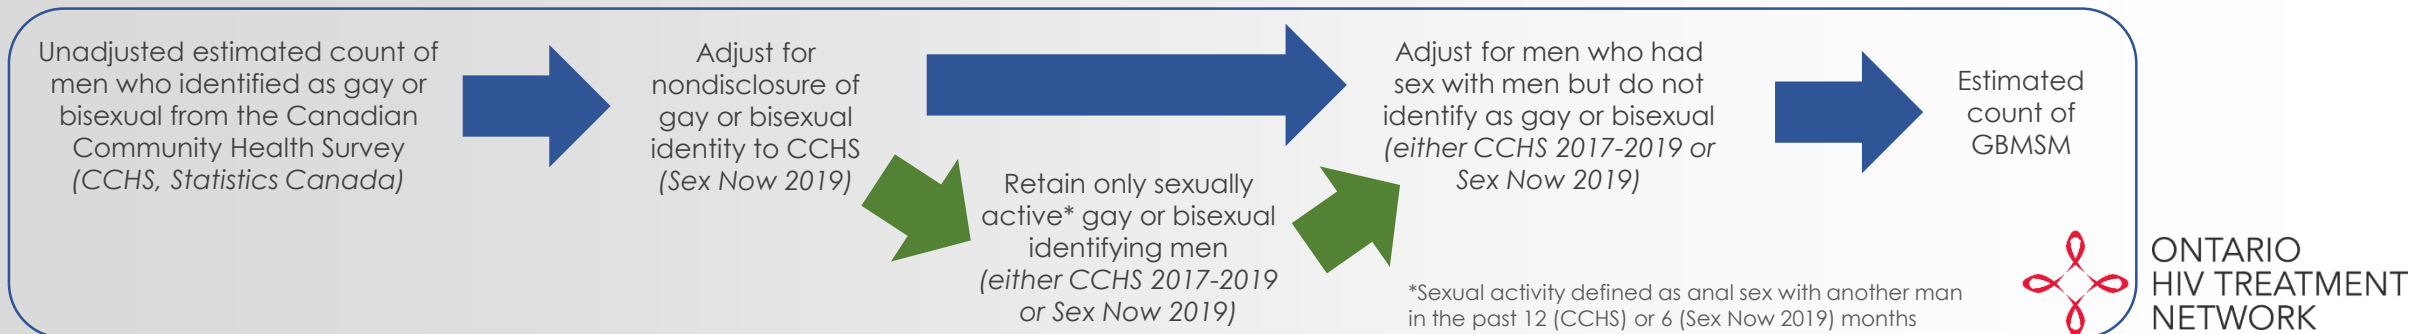 Unadjusted estimated count of
men who identified as gay or
bisexual from the Canadian
Community Health Survey
(CCHS, Statistics Canada)
Adjust for
nondisclosure of
gay or bisexual
identity to CCHS
(Sex Now 2019)
Retain only sexually
active* gay or bisexual
identifying men
(either CCHS 2017-2019
or Sex Now 2019)
Adjust for men who had
sex with men but do not
identify as gay or bisexual
(either CCHS 2017-2019 or
Sex Now 2019)
Estimated
count of
GBMSM
*Sexual activity defined as anal sex with another man
in the past 12 (CCHS) or 6 (Sex Now 2019) months
ONTARIO
HIV TREATMENT
NETWORK